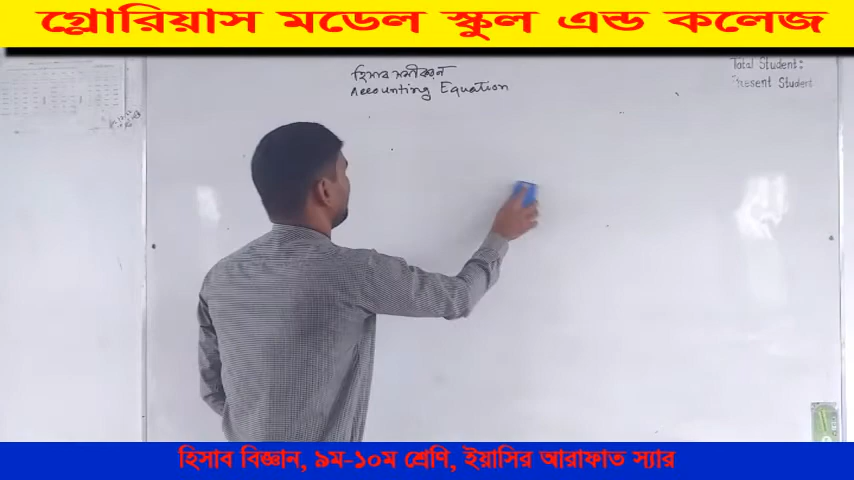 গ্লোরিয়াস মডেল স্কুল এন্ড কলেজ
হিসাব সমীকরণ
Accounting Equation
Total Student:
Present Student
হিসাব বিজ্ঞান, ৯ম-১০ম শ্রেণি, ইয়াসির আরাফাত স্যার